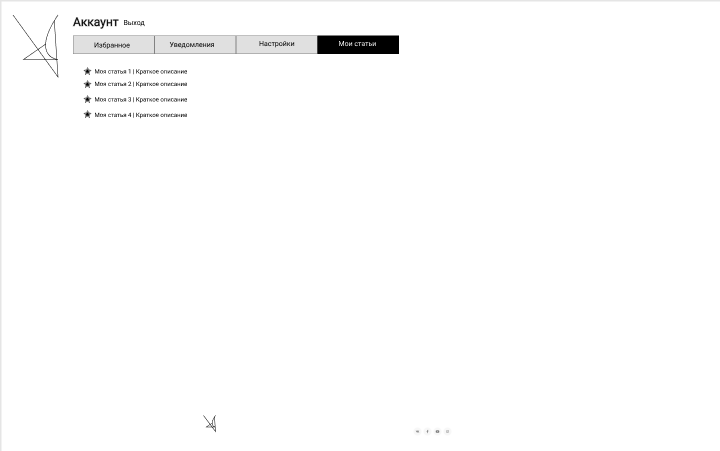 Аккаунт Выход
Избранное Уведомления Настройки Мои статьи
Моя статья 1 | Краткое описание
Моя статья 2 | Краткое описание
Моя статья 3 | Краткое описание
Моя статья 4 | Краткое описание